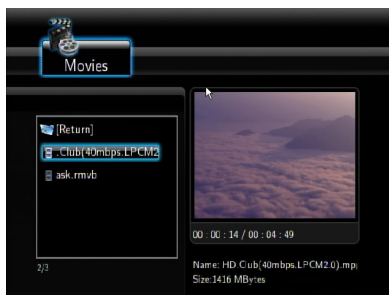 Movies
[Return]
.Club(40mbps.LPCM2
ask.rmvb
00 : 00 : 14 / 00 : 04 : 49
2/3
Name: HD.Club(40mbps.LPCM2.0).mp
Size:1416 MBytes